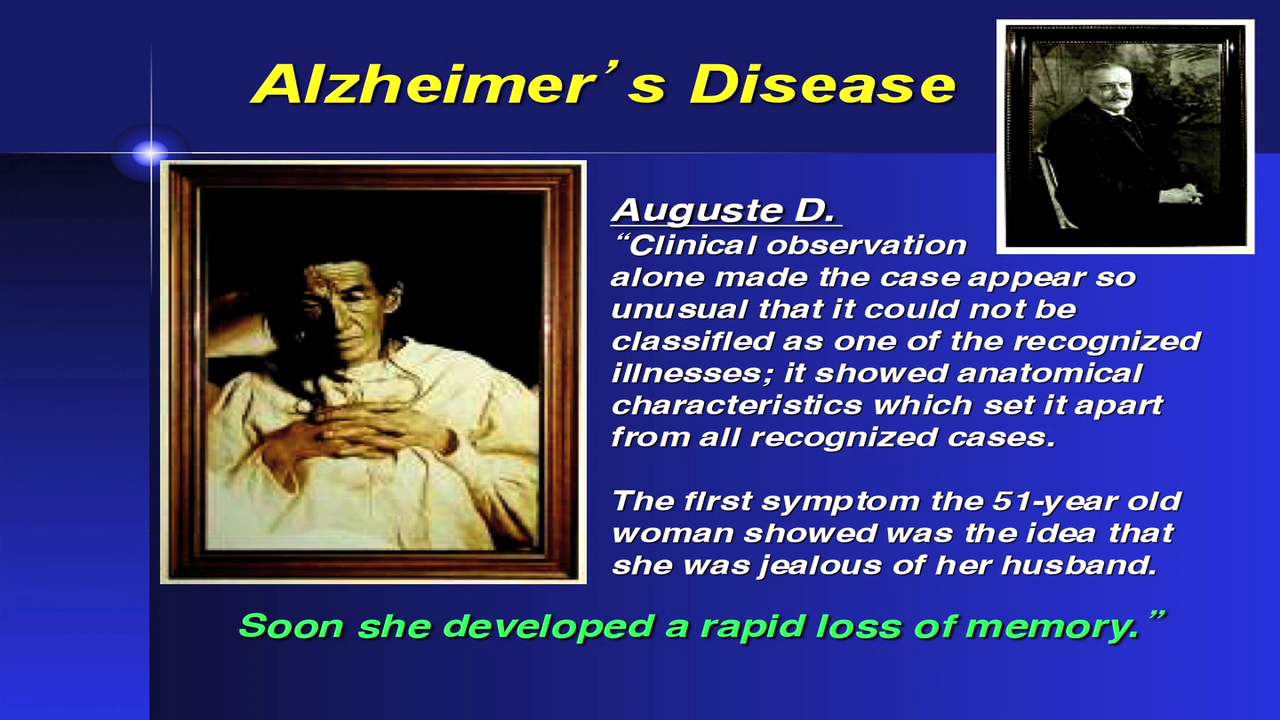 Alzheimer’s Disease
Auguste D.
“Clinical observation
alone made the case appear so
unusual that it could not be
classified as one of the recognized
illnesses; it showed anatomical
characteristics which set it apart
from all recognized cases.
The first symptom the 51-year old
woman showed was the idea that
she was jealous of her husband.
Soon she developed a rapid loss of memory.”